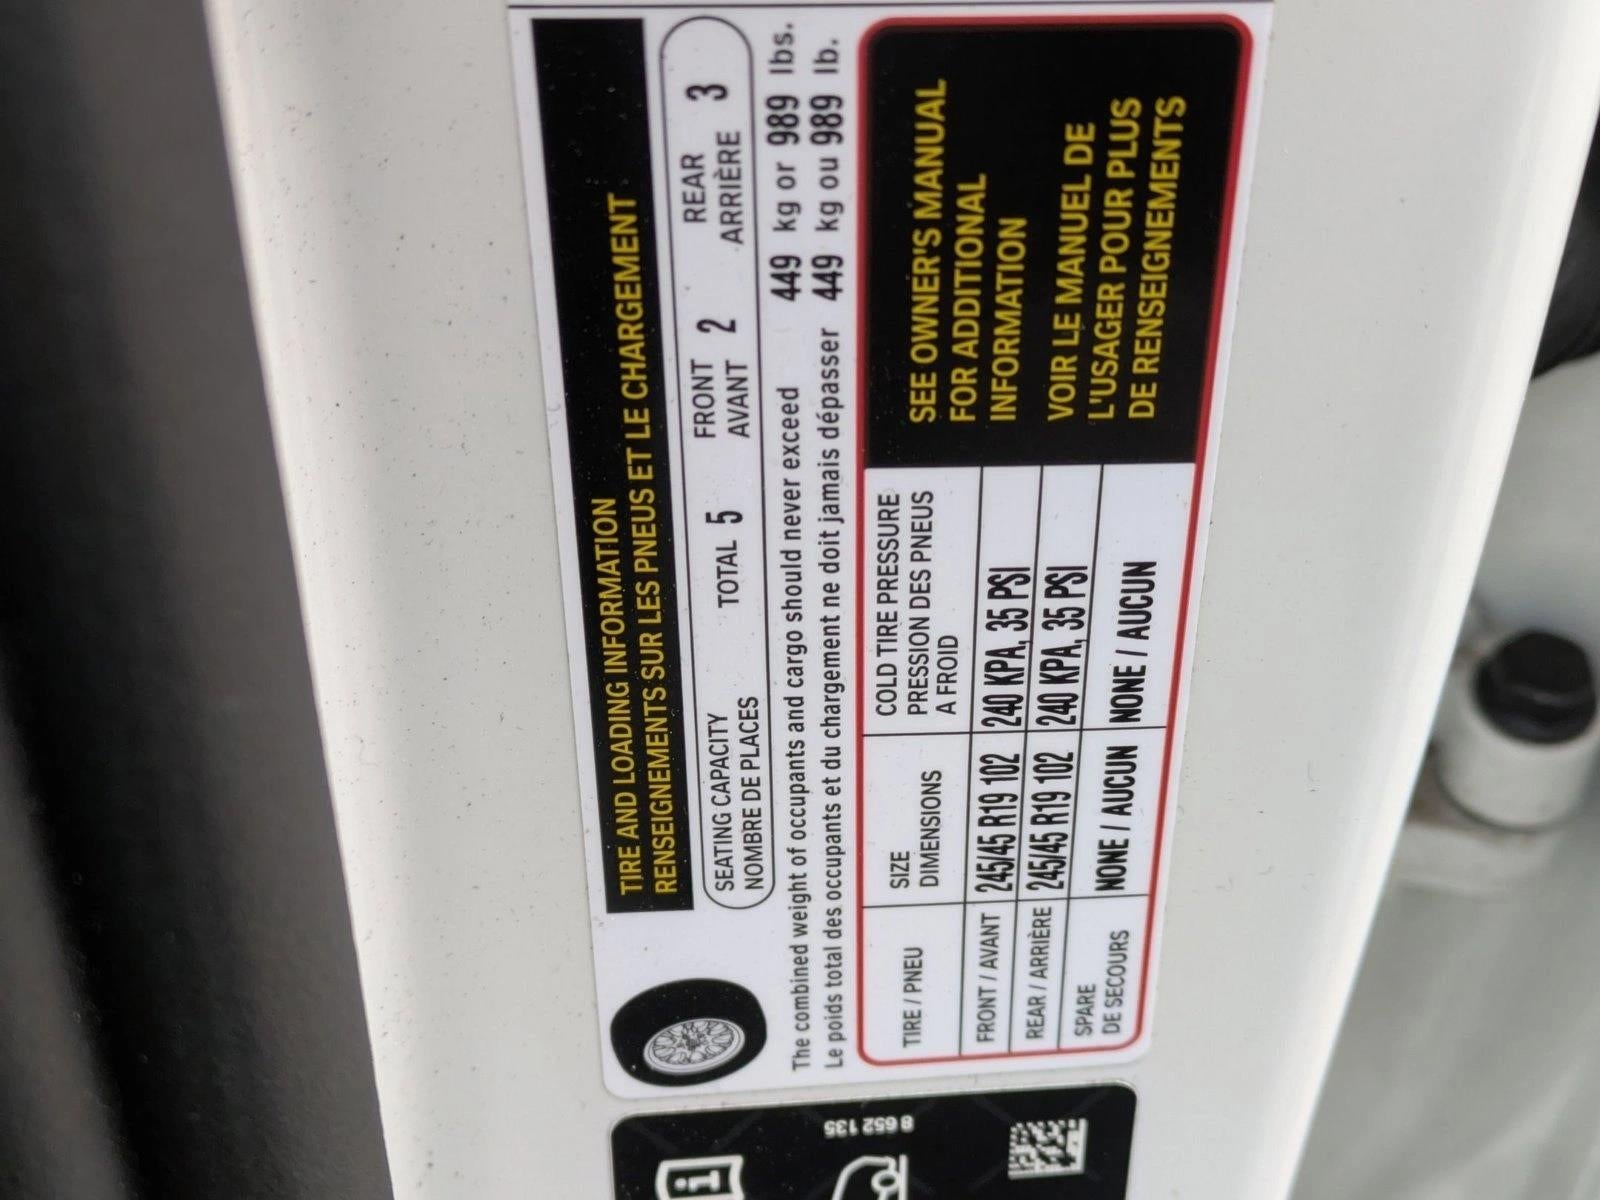 TIRE AND LOADING INFORMATION
RENSEIGNEMENTS SUR LES PNEUS ET LE CHARGEMENT
SEATING CAPACITY
NOMBRE DE PLACES
TOTAL 5
FRONT
AVANT
2
REAR
ARRIÈRE
3
The combined weight of occupants and cargo should never exceed 449 kg or 989 lbs.
Le poids total des occupants et du chargement ne doit jamais dépasser 449 kg ou 989 lb.
TIRE / PNEU
SIZE
DIMENSIONS
COLD TIRE PRESSURE
PRESSION DES PNEUS
A FROID
FRONT / AVANT 245/45 R19 102 240 KPA, 35 PSI
REAR / ARRIÈRE 245/45 R19 102 240 KPA, 35 PSI
SPARE
DE SECOURS
NONE / AUCUN NONE / AUCUN
SEE OWNER'S MANUAL
FOR ADDITIONAL
INFORMATION
VOIR LE MANUEL DE
L'USAGER POUR PLUS
DE RENSEIGNEMENTS
8 652 135
i